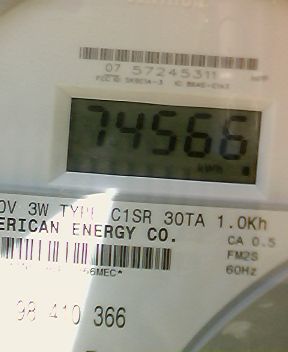 07 57245311
74566
kWh
0V 3W TYPE C1SR 30TA 1.0Kh
ERICAN ENERGY CO.
CA 0.5
FM2S
60Hz
66MEC*
98 410 366